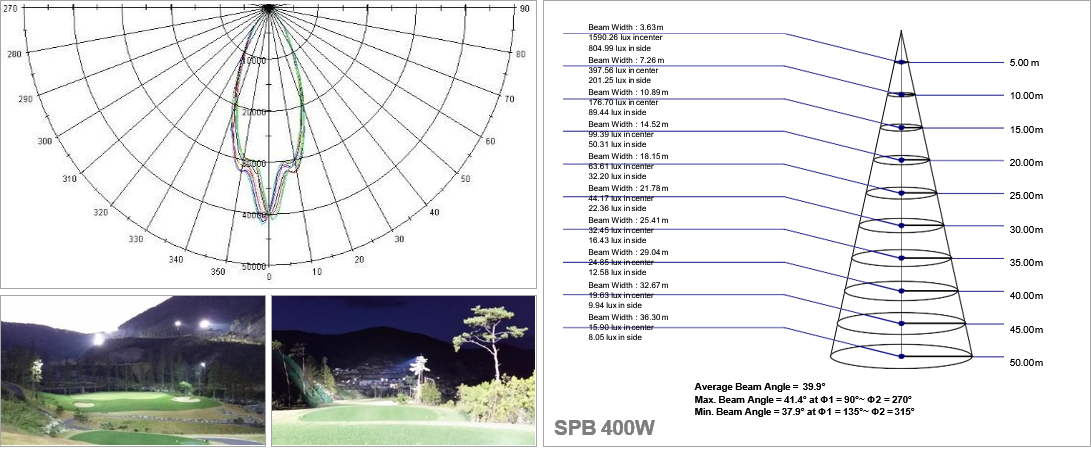 270
90
280
80
290
70
300
60
310
50
320
40
330
30
340
20
350
10
0
10000
20000
30000
40000
50000
Beam Width : 3.63m
1590.26 lux in center
804.99 lux in side
Beam Width : 7.26 m
397.56 lux in center
201.25 lux in side
Beam Width : 10.89 m
176.70 lux in center
89.44 lux in side
Beam Width : 14.52 m
99.39 lux in center
50.31 lux in side
Beam Width : 18.15 m
63.61 lux in center
32.20 lux in side
Beam Width : 21.78 m
44.17 lux in center
22.36 lux in side
Beam Width : 25.41 m
32.45 lux in center
16.43 lux in side
Beam Width : 29.04 m
24.85 lux in center
12.58 lux in side
Beam Width : 32.67 m
19.63 lux in center
9.94 lux in side
Beam Width : 36.30 m
15.90 lux in center
8.05 lux in side
5.00 m
10.00m
15.00m
20.00m
25.00m
30.00m
35.00m
40.00m
45.00m
50.00m
Average Beam Angle = 39.9°
Max. Beam Angle = 41.4° at Φ1 = 90°~ Φ2 = 270°
Min. Beam Angle = 37.9° at Φ1 = 135°~ Φ2 = 315°
SPB 400W